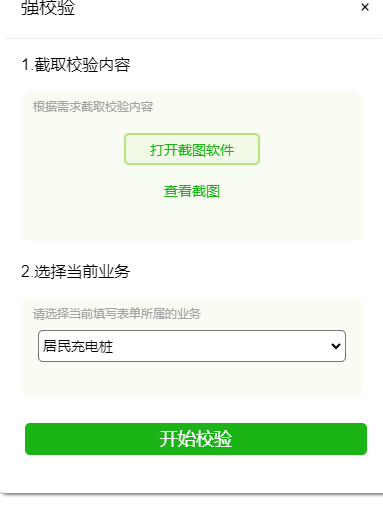 强校验
×
1.截取校验内容
根据需求截取校验内容
打开截图软件
查看截图
2.选择当前业务
请选择当前填写表单所属的业务
居民充电桩
开始校验